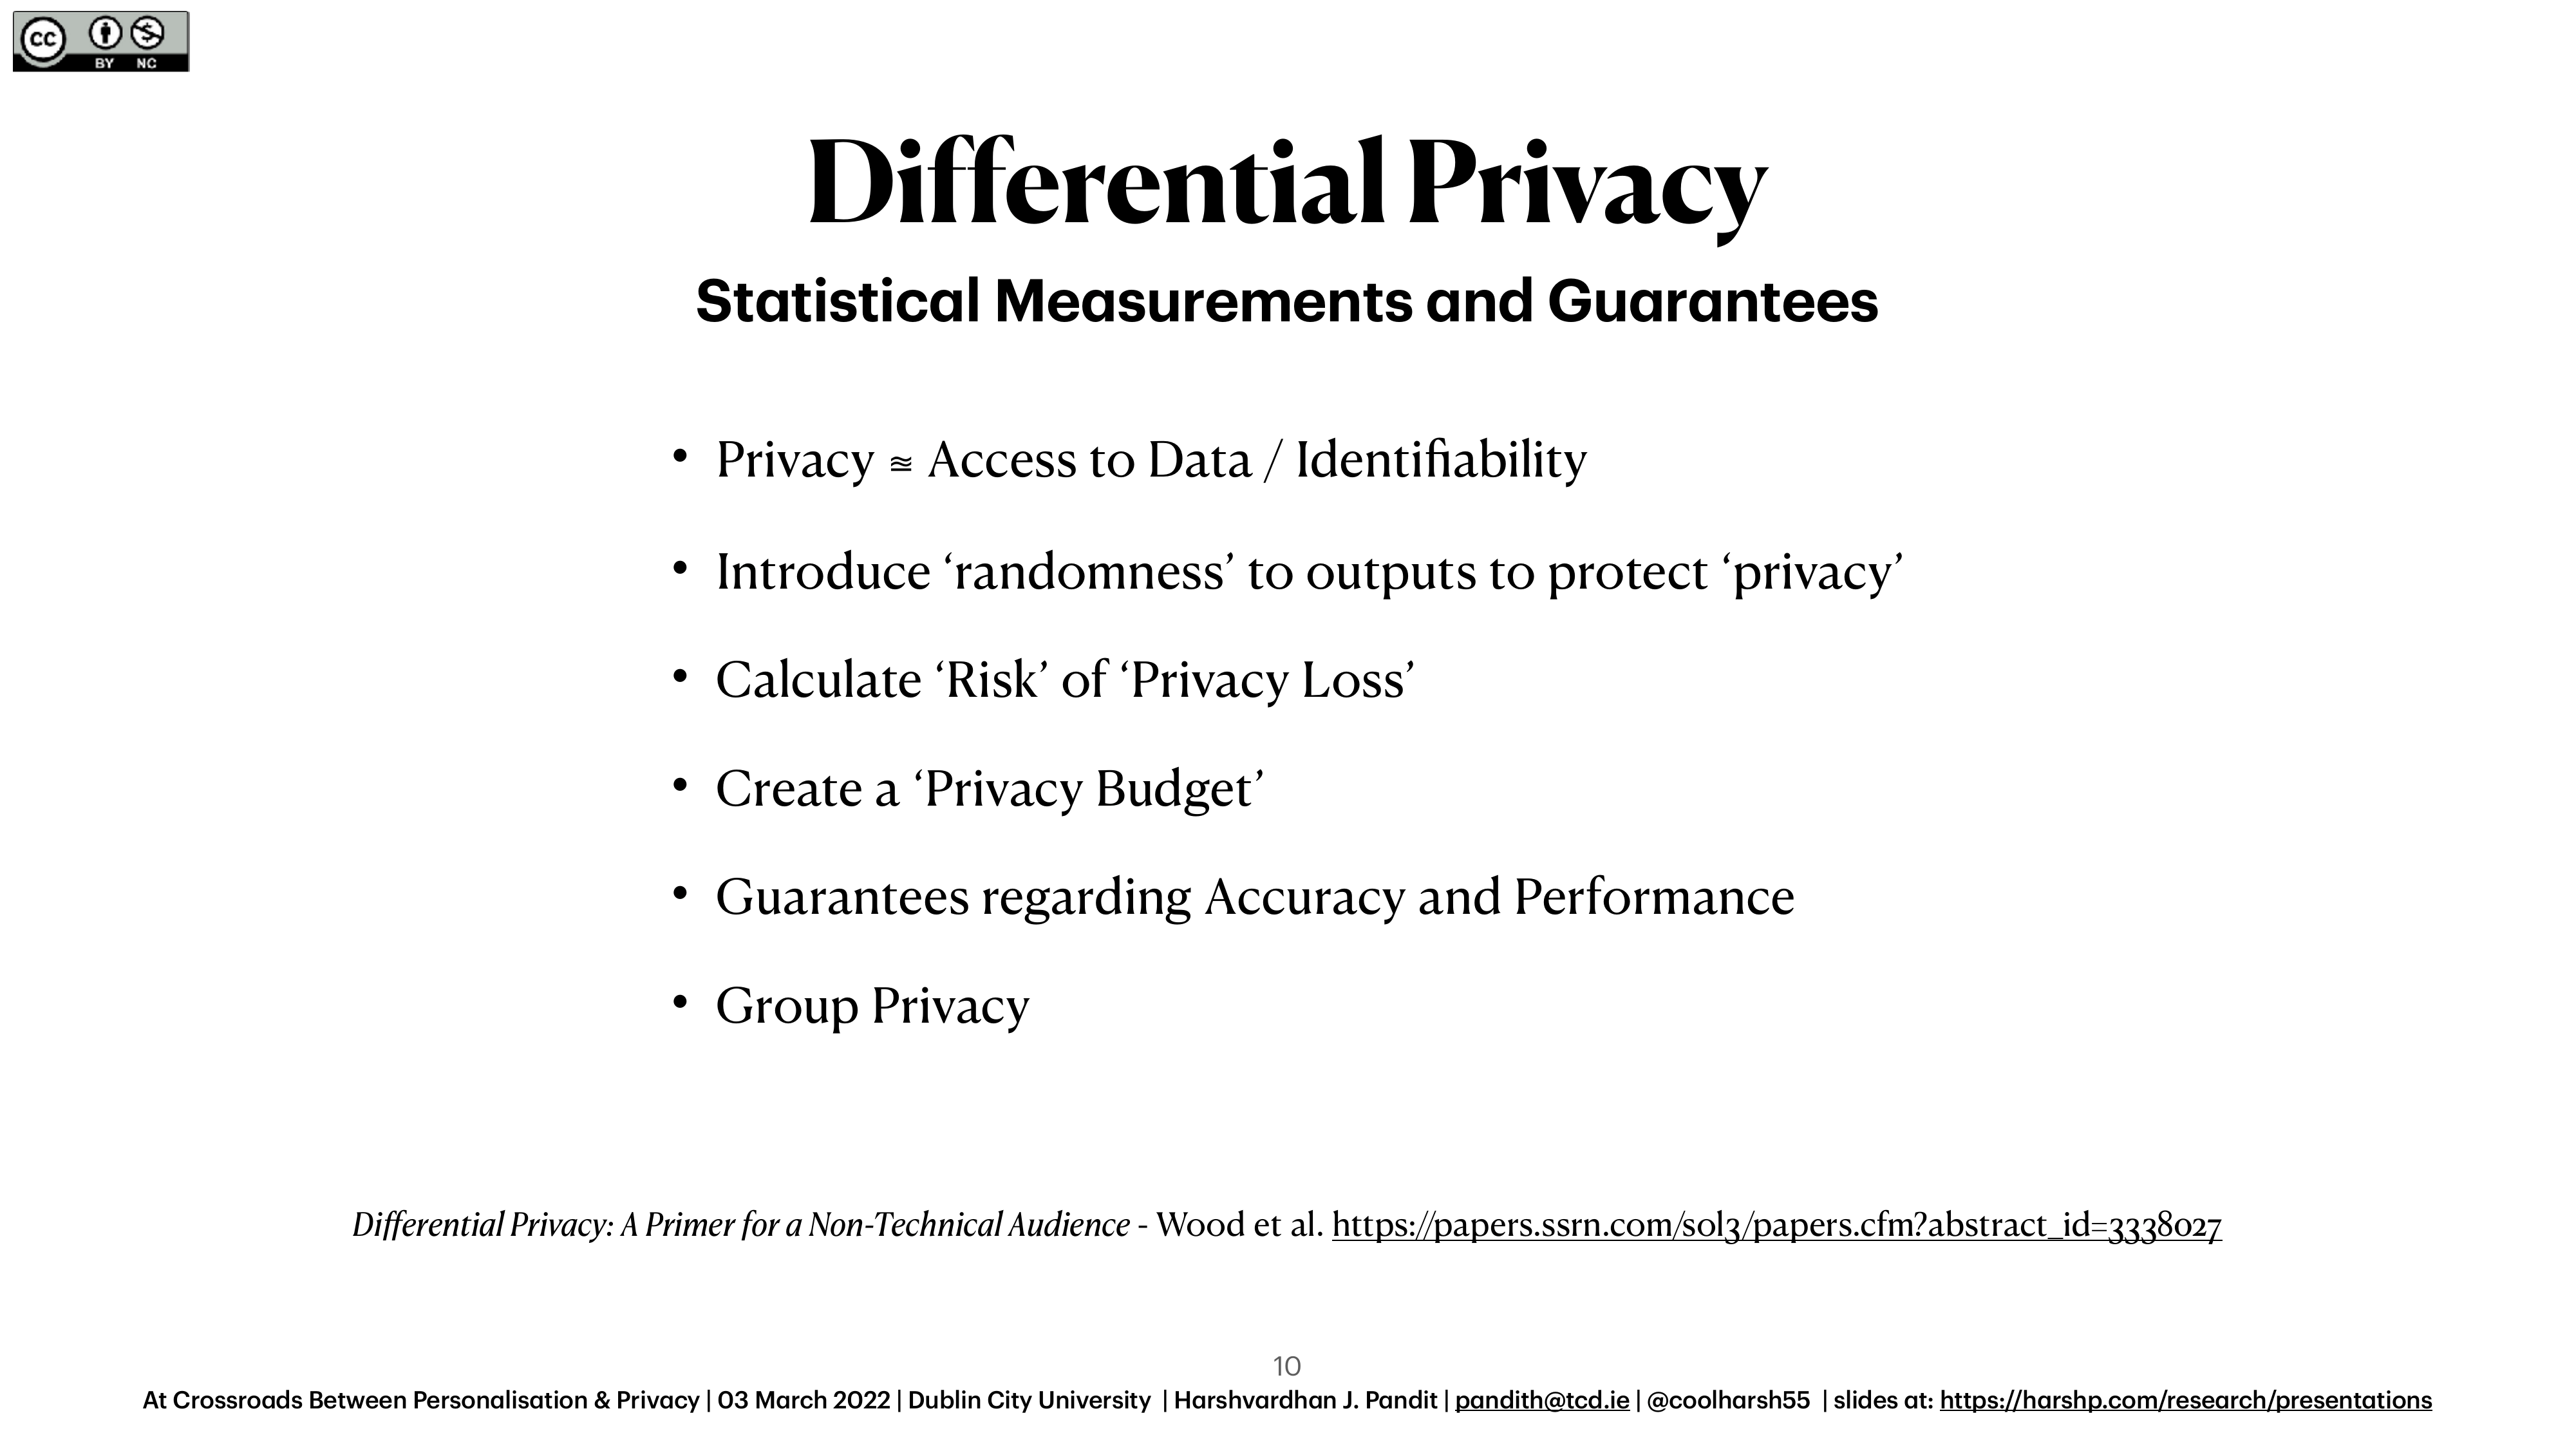 cc BY NC
Differential Privacy
Statistical Measurements and Guarantees
• Privacy ≊ Access to Data / Identifiability
• Introduce ‘randomness’ to outputs to protect ‘privacy’
• Calculate ‘Risk’ of ‘Privacy Loss’
• Create a ‘Privacy Budget’
• Guarantees regarding Accuracy and Performance
• Group Privacy
Differential Privacy: A Primer for a Non-Technical Audience - Wood et al. https://papers.ssrn.com/sol3/papers.cfm?abstract_id=3338027
10
At Crossroads Between Personalisation & Privacy | 03 March 2022 | Dublin City University | Harshvardhan J. Pandit | pandith@tcd.ie | @coolharsh55 | slides at: https://harshp.com/research/presentations